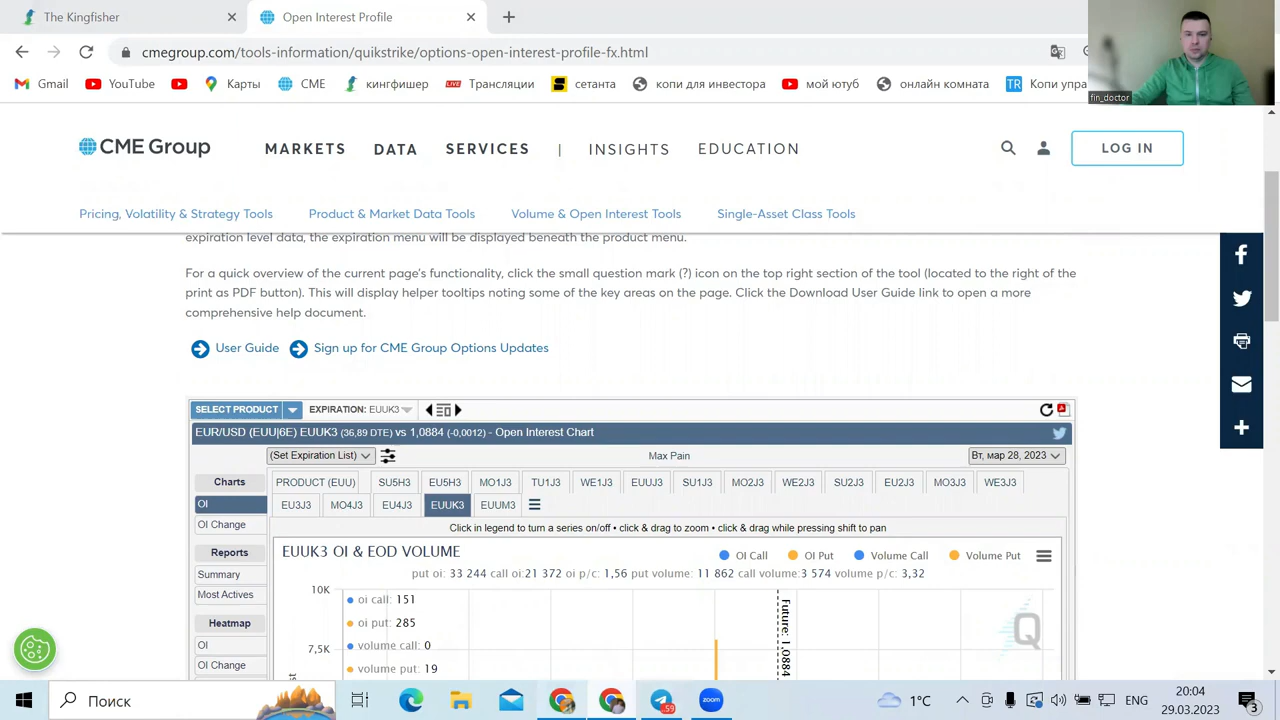 The Kingfisher
Open Interest Profile
cmegroup.com/tools-information/quikstrike/options-open-interest-profile-fx.html
Gmail
YouTube
Карты
CME
кингфишер
LIVE
Трансляции
сетанта
копи для инвестора
мой ютуб
онлайн комната
TR
Копи упра
fin_doctor
CME Group
MARKETS
DATA
SERVICES
|
INSIGHTS
EDUCATION
LOG IN
Pricing, Volatility & Strategy Tools
Product & Market Data Tools
Volume & Open Interest Tools
Single-Asset Class Tools
expiration level data, the expiration menu will be displayed beneath the product menu.
For a quick overview of the current page's functionality, click the small question mark (?) icon on the top right section of the tool (located to the right of the
print as PDF button). This will display helper tooltips noting some of the key areas on the page. Click the Download User Guide link to open a more
comprehensive help document.
User Guide
Sign up for CME Group Options Updates
SELECT PRODUCT
EXPIRATION: EUUK3
EUR/USD (EUU|6E) EUUK3 (36,89 DTE) vs 1,0884 (-0,0012) - Open Interest Chart
(Set Expiration List)
Max Pain
Вт, мар 28, 2023
Charts
PRODUCT (EUU)
SU5H3
EU5H3
MO1J3
TU1J3
WE1J3
EUUJ3
SU1J3
MO2J3
WE2J3
SU2J3
EU2J3
MO3J3
WE3J3
OI
EU3J3
MO4J3
EU4J3
EUUK3
EUUM3
OI Change
Click in legend to turn a series on/off • click & drag to zoom • click & drag while pressing shift to pan
Reports
EUUK3 OI & EOD VOLUME
OI Call
OI Put
Volume Call
Volume Put
Summary
put oi: 33 244 call oi:21 372 oi p/c: 1,56 put volume: 11 862 call volume:3 574 volume p/c: 3,32
Most Actives
10K
oi call: 151
Heatmap
oi put: 285
Future: 1,0884
Q
OI
volume call: 0
7,5K
OI Change
volume put: 19
Поиск
59
zoom
1°C
ENG
20:04
29.03.2023
3